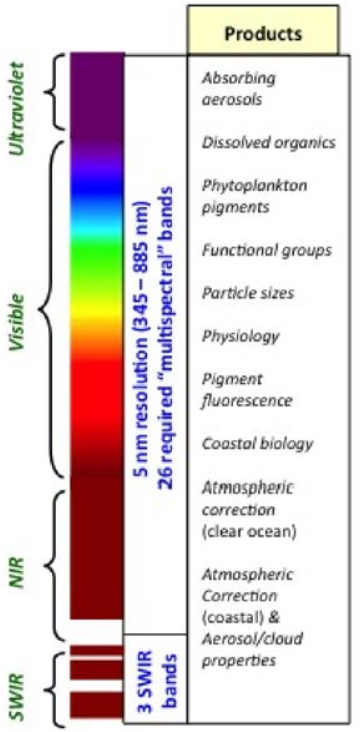 Products
Ultraviolet
Visible
NIR
SWIR
5 nm resolution (345 – 885 nm)
26 required "multispectral" bands
3 SWIR
bands
Absorbing
aerosols
Dissolved organics
Phytoplankton
pigments
Functional groups
Particle sizes
Physiology
Pigment
fluorescence
Coastal biology
Atmospheric
correction
(clear ocean)
Atmospheric
Correction
(coastal) &
Aerosol/cloud
properties